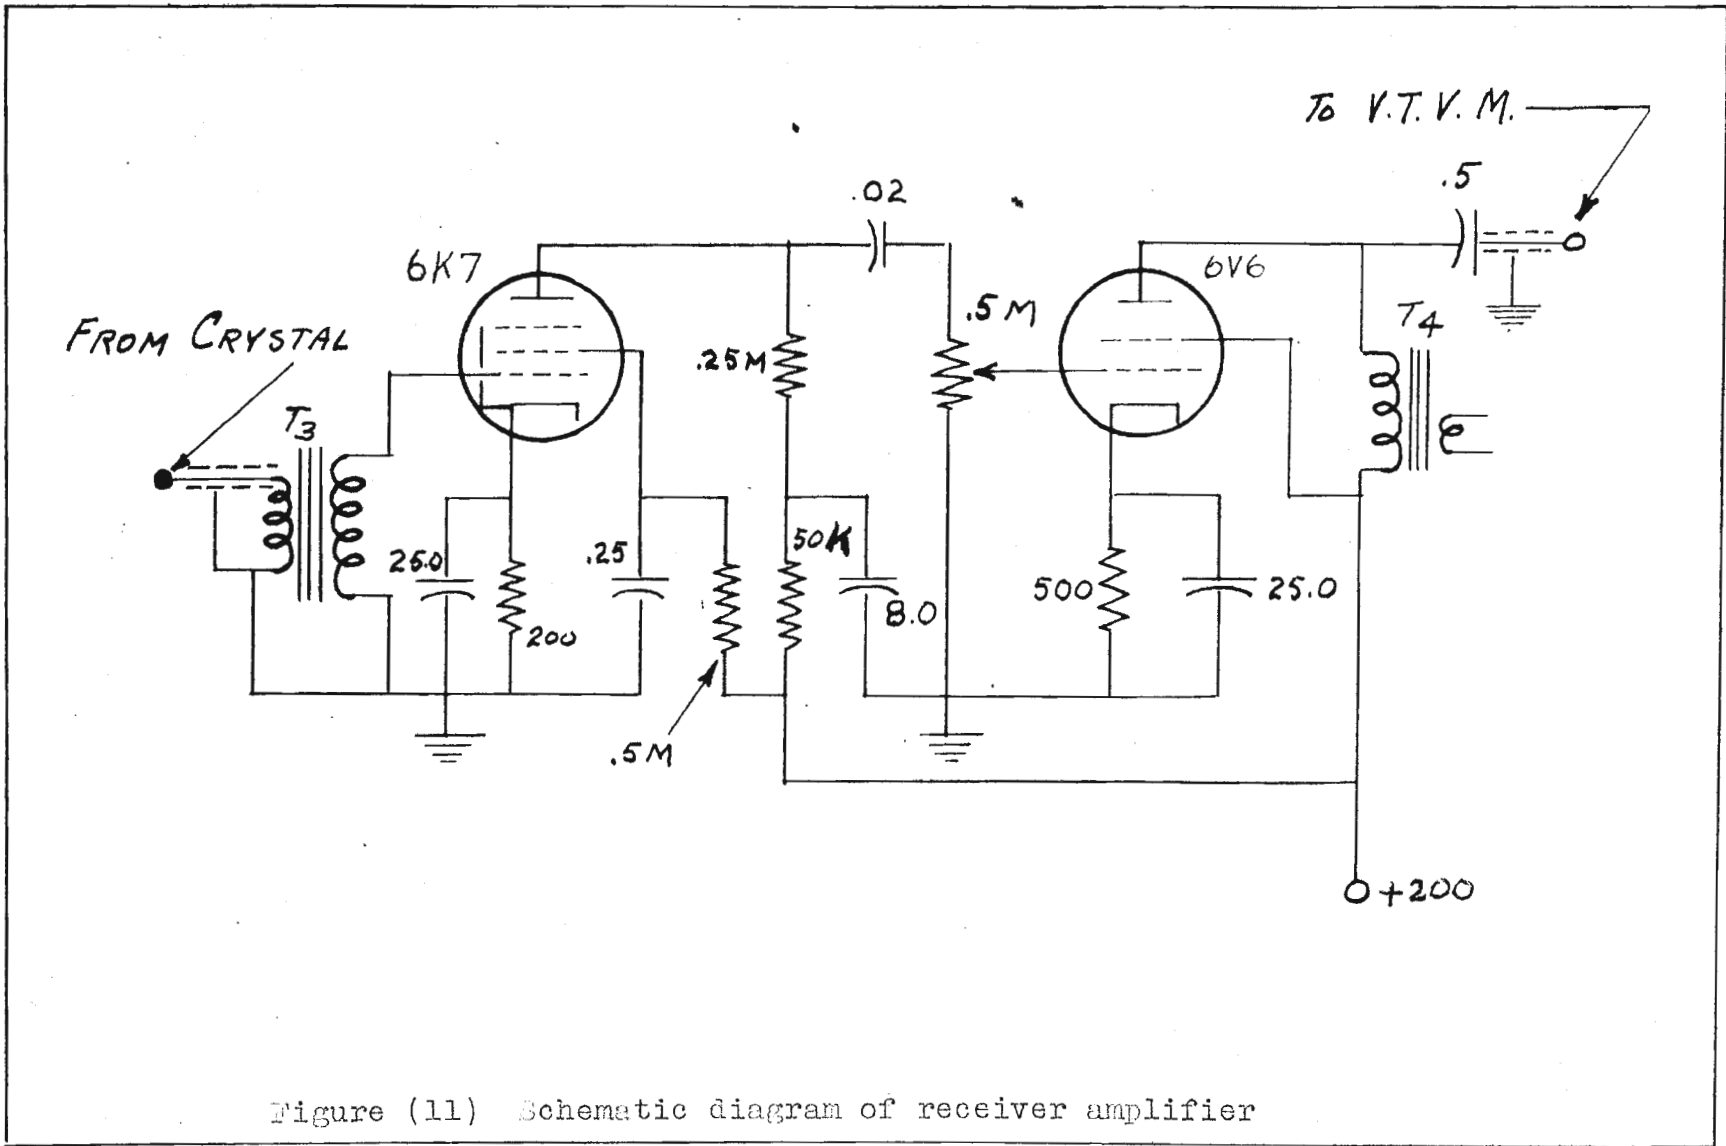 To V.T.V.M.
.5
.02
6K7
6V6
.5M
T4
FROM CRYSTAL
.25M
T3
50K
25.0
.25
8.0
500
25.0
200
.5M
+200
Figure (11) Schematic diagram of receiver amplifier